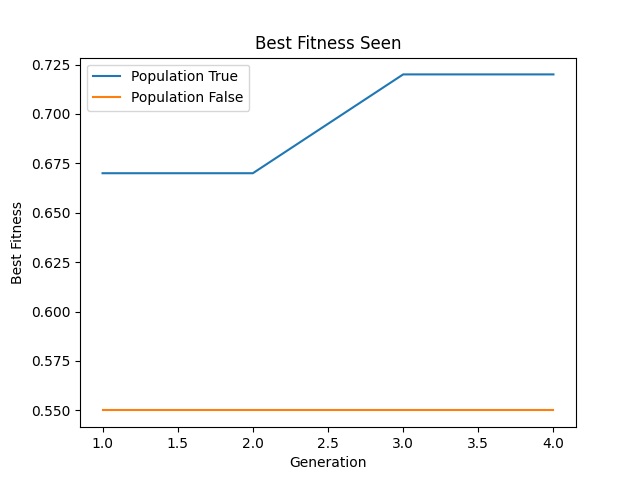 Best Fitness Seen
Population True
Population False
Best Fitness
0.725
0.700
0.675
0.650
0.625
0.600
0.575
0.550
1.0 1.5 2.0 2.5 3.0 3.5 4.0
Generation